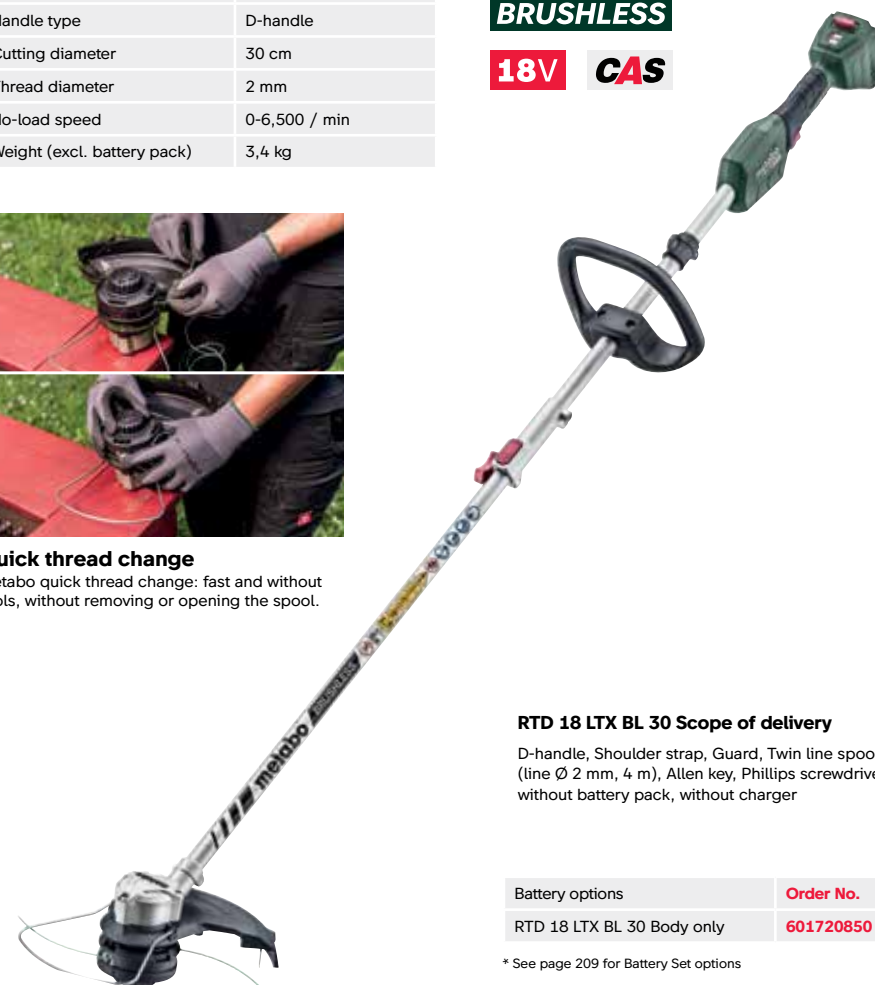 andle type D-handle
utting diameter 30 cm
hread diameter 2 mm
o-load speed 0-6,500 / min
eight (excl. battery pack) 3,4 kg
BRUSHLESS
18V CAS
uick thread change
etabo quick thread change: fast and without
ols, without removing or opening the spool.
BRUSHLESS
metabo
RTD 18 LTX BL 30 Scope of delivery
D-handle, Shoulder strap, Guard, Twin line spoo
(line Ø 2 mm, 4 m), Allen key, Phillips screwdrive
without battery pack, without charger
Battery options Order No.
RTD 18 LTX BL 30 Body only 601720850
* See page 209 for Battery Set options